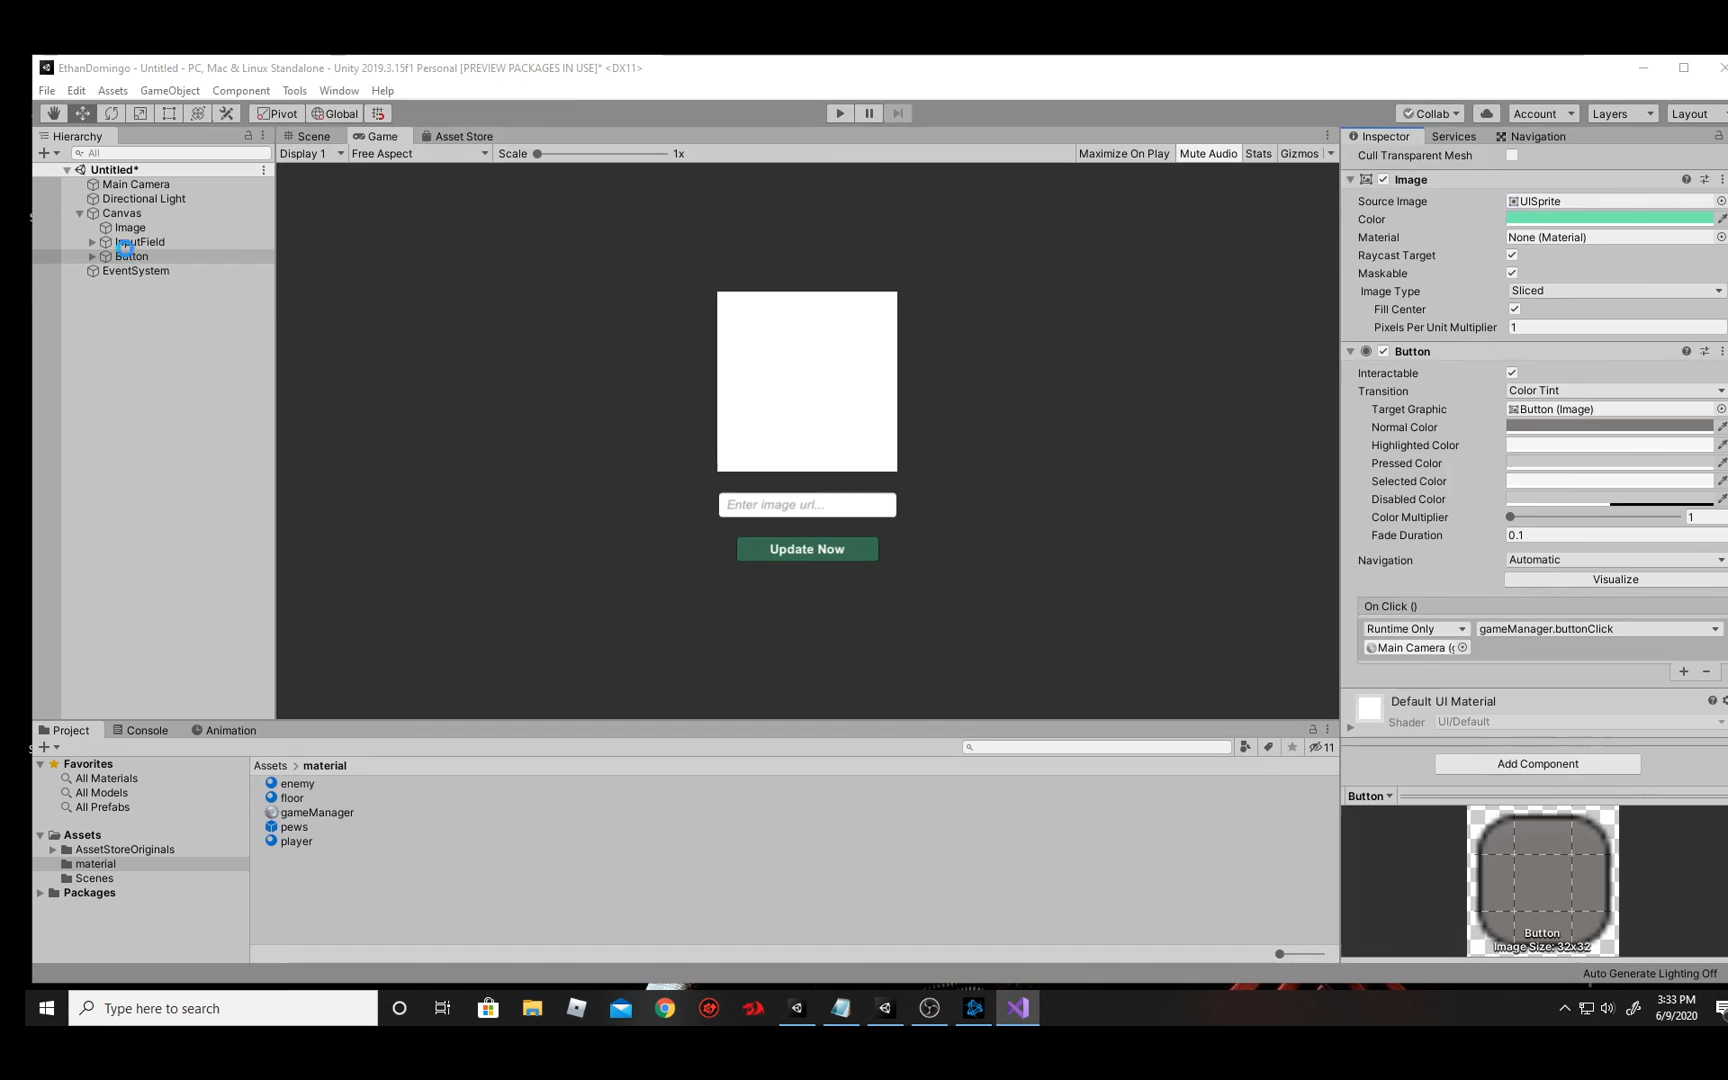 EthanDomingo - Untitled - PC, Mac & Linux Standalone - Unity 2019.3.15f1 Personal [PREVIEW PACKAGES IN USE]* <DX11>
File Edit Assets GameObject Component Tools Window Help
Pivot Global Collab Account Layers Layout
Hierarchy Scene Game Asset Store Inspector Services Navigation
All Display 1 Free Aspect Scale 1x Maximize On Play Mute Audio Stats Gizmos
Untitled*
Main Camera
Directional Light
Canvas
Image
InputField
Button
EventSystem
Enter image url...
Update Now
Cull Transparent Mesh
Image
Source Image UISprite
Color
Material None (Material)
Raycast Target
Maskable
Image Type Sliced
Fill Center
Pixels Per Unit Multiplier 1
Button
Interactable
Transition Color Tint
Target Graphic Button (Image)
Normal Color
Highlighted Color
Pressed Color
Selected Color
Disabled Color
Color Multiplier 1
Fade Duration 0.1
Navigation Automatic
Visualize
On Click ()
Runtime Only gameManager.buttonClick
Main Camera (
Default UI Material
Shader UI/Default
Add Component
Button
Button
Image Size: 32x32
Project Console Animation
11
Favorites
All Materials
All Models
All Prefabs
Assets
AssetStoreOriginals
material
Scenes
Packages
Assets > material
enemy
floor
gameManager
pews
player
Auto Generate Lighting Off
Type here to search
3:33 PM
6/9/2020